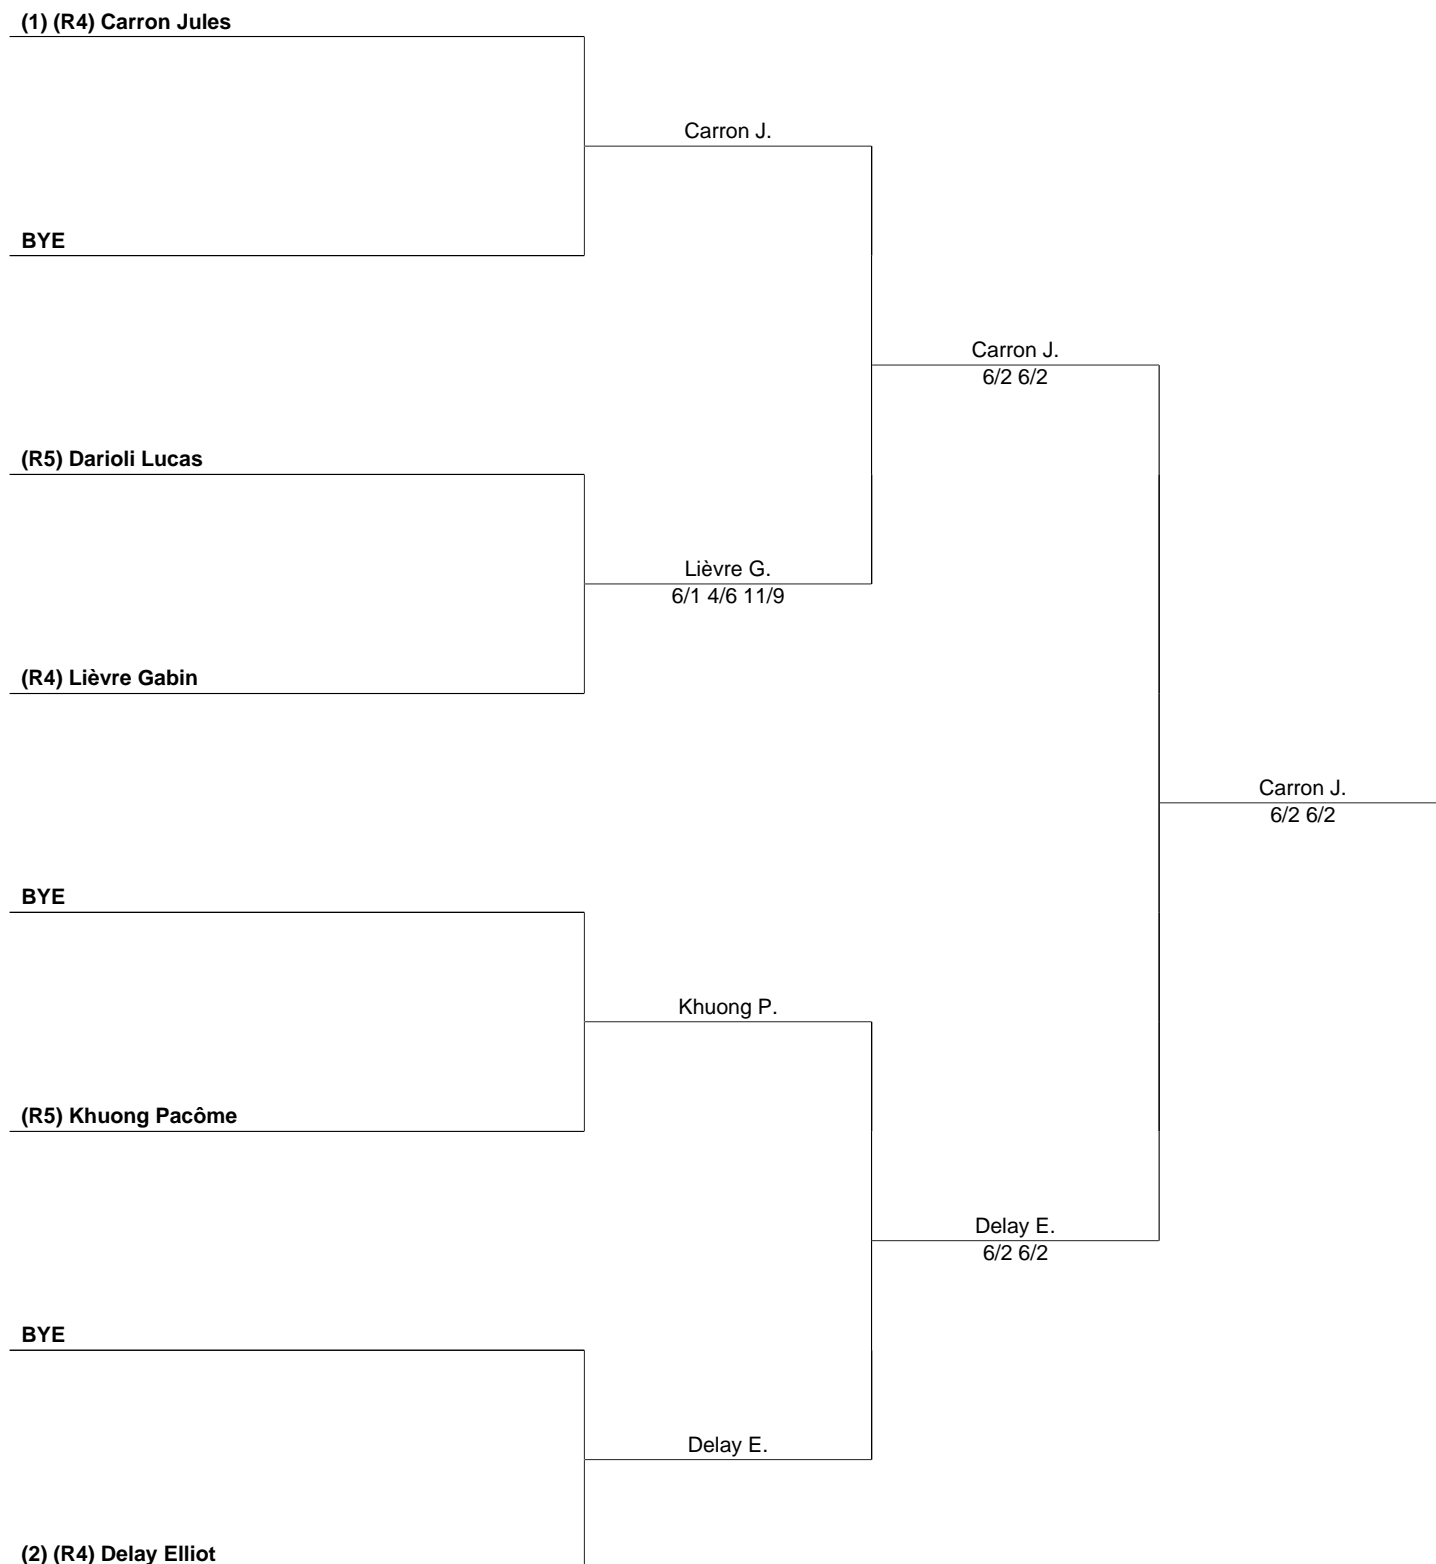 (1) (R4) Carron Jules
Carron J.
BYE
Carron J.
6/2 6/2
(R5) Darioli Lucas
Lièvre G.
6/1 4/6 11/9
(R4) Lièvre Gabin
Carron J.
6/2 6/2
BYE
Khuong P.
(R5) Khuong Pacôme
Delay E.
6/2 6/2
BYE
Delay E.
(2) (R4) Delay Elliot